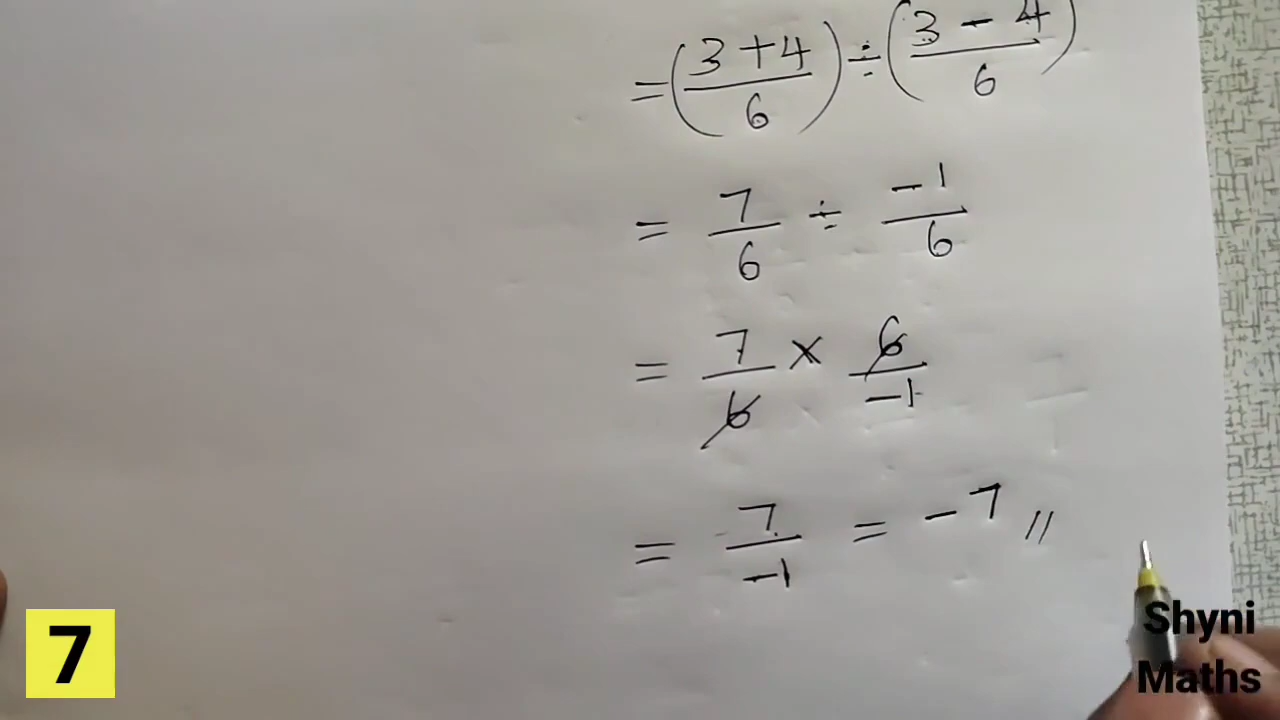 = (3 + 4 / 6) ÷ (3 - 4 / 6)
= 7/6 ÷ -1/6
= 7/6 × 6/-1
= 7/-1 = -7 //
7
Shyni
Maths